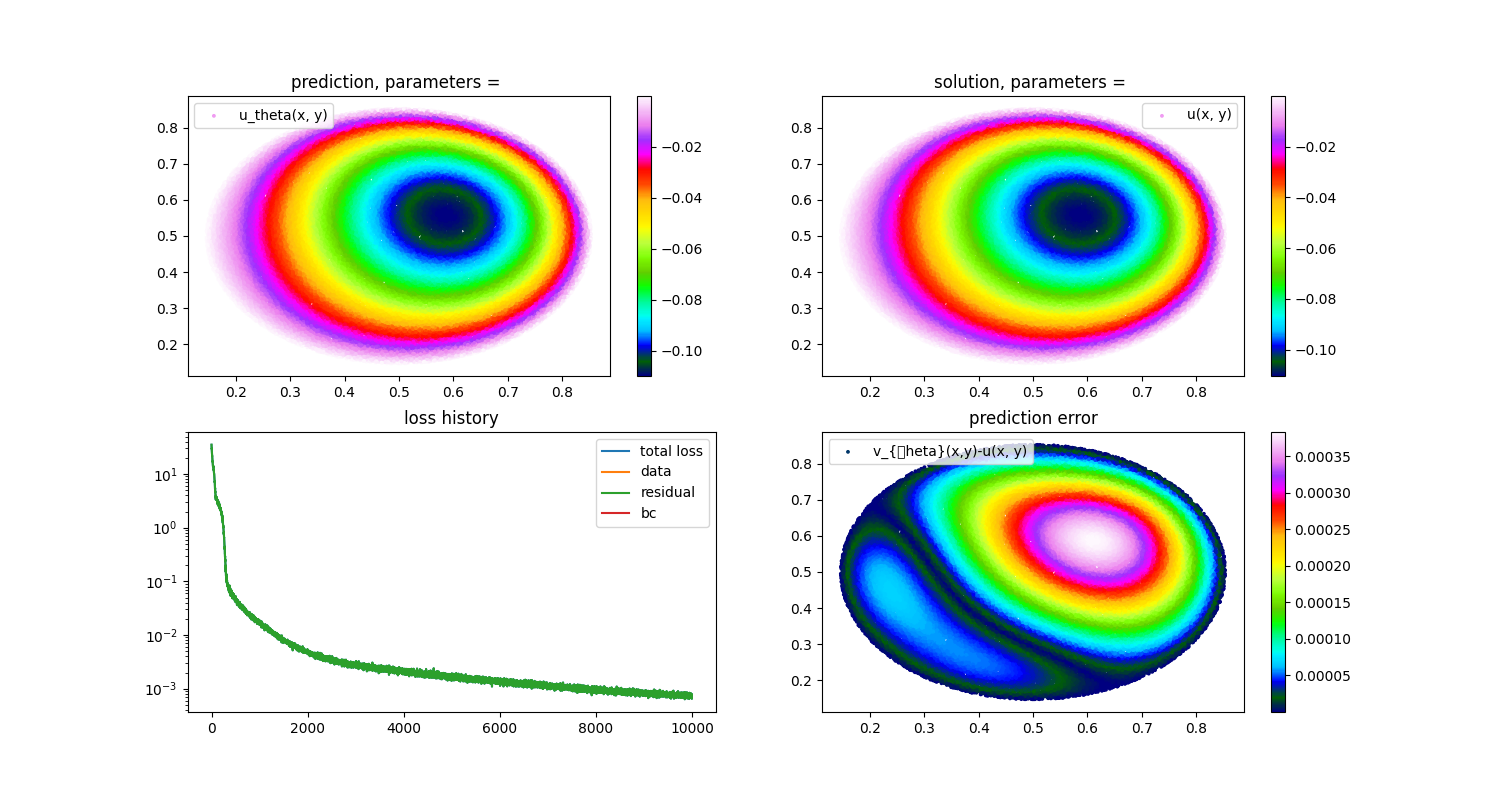 prediction, parameters =
u_theta(x, y)
0.8
0.7
0.6
0.5
0.4
0.3
0.2
0.2 0.3 0.4 0.5 0.6 0.7 0.8
−0.02
−0.04
−0.06
−0.08
−0.10
solution, parameters =
u(x, y)
0.8
0.7
0.6
0.5
0.4
0.3
0.2
0.2 0.3 0.4 0.5 0.6 0.7 0.8
−0.02
−0.04
−0.06
−0.08
−0.10
loss history
total loss
data
residual
bc
10¹
10⁰
10⁻¹
10⁻²
10⁻³
0 2000 4000 6000 8000 10000
prediction error
v_{▯heta}(x,y)-u(x, y)
0.8
0.7
0.6
0.5
0.4
0.3
0.2
0.2 0.3 0.4 0.5 0.6 0.7 0.8
0.00035
0.00030
0.00025
0.00020
0.00015
0.00010
0.00005